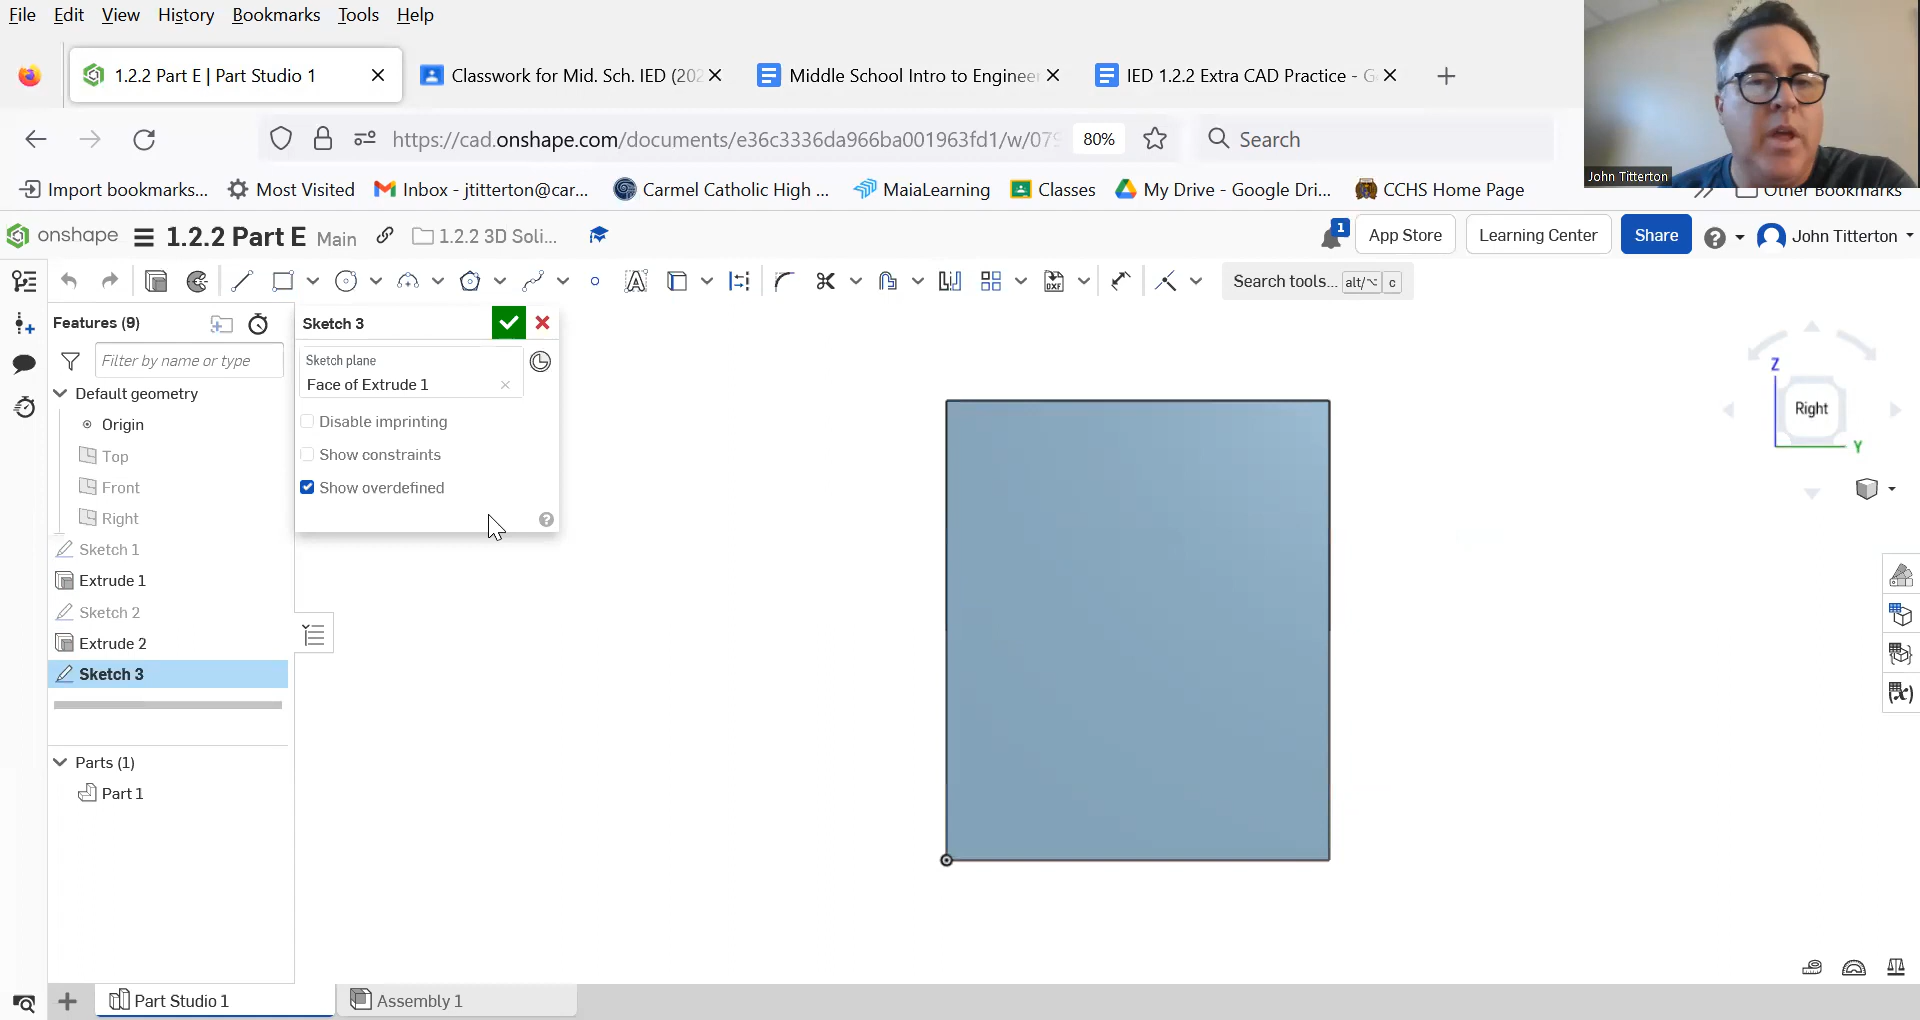 File Edit View History Bookmarks Tools Help
1.2.2 Part E | Part Studio 1
Classwork for Mid. Sch. IED (202
Middle School Intro to Enginee
IED 1.2.2 Extra CAD Practice - G
https://cad.onshape.com/documents/e36c3336da966ba001963fd1/w/079
80%
Search
John Titterton
Import bookmarks...
Most Visited
Inbox - jtitterton@car...
Carmel Catholic High ...
MaiaLearning
Classes
My Drive - Google Dri...
CCHS Home Page
Other Bookmarks
onshape
1.2.2 Part E Main
1.2.2 3D Soli...
1
App Store
Learning Center
Share
John Titterton
DXF
Search tools... alt/⌥ c
Features (9)
Filter by name or type
Default geometry
Origin
Top
Front
Right
Sketch 1
Extrude 1
Sketch 2
Extrude 2
Sketch 3
Parts (1)
Part 1
Sketch 3
Sketch plane
Face of Extrude 1
Disable imprinting
Show constraints
Show overdefined
Z
Right
Y
(x)
Part Studio 1
Assembly 1